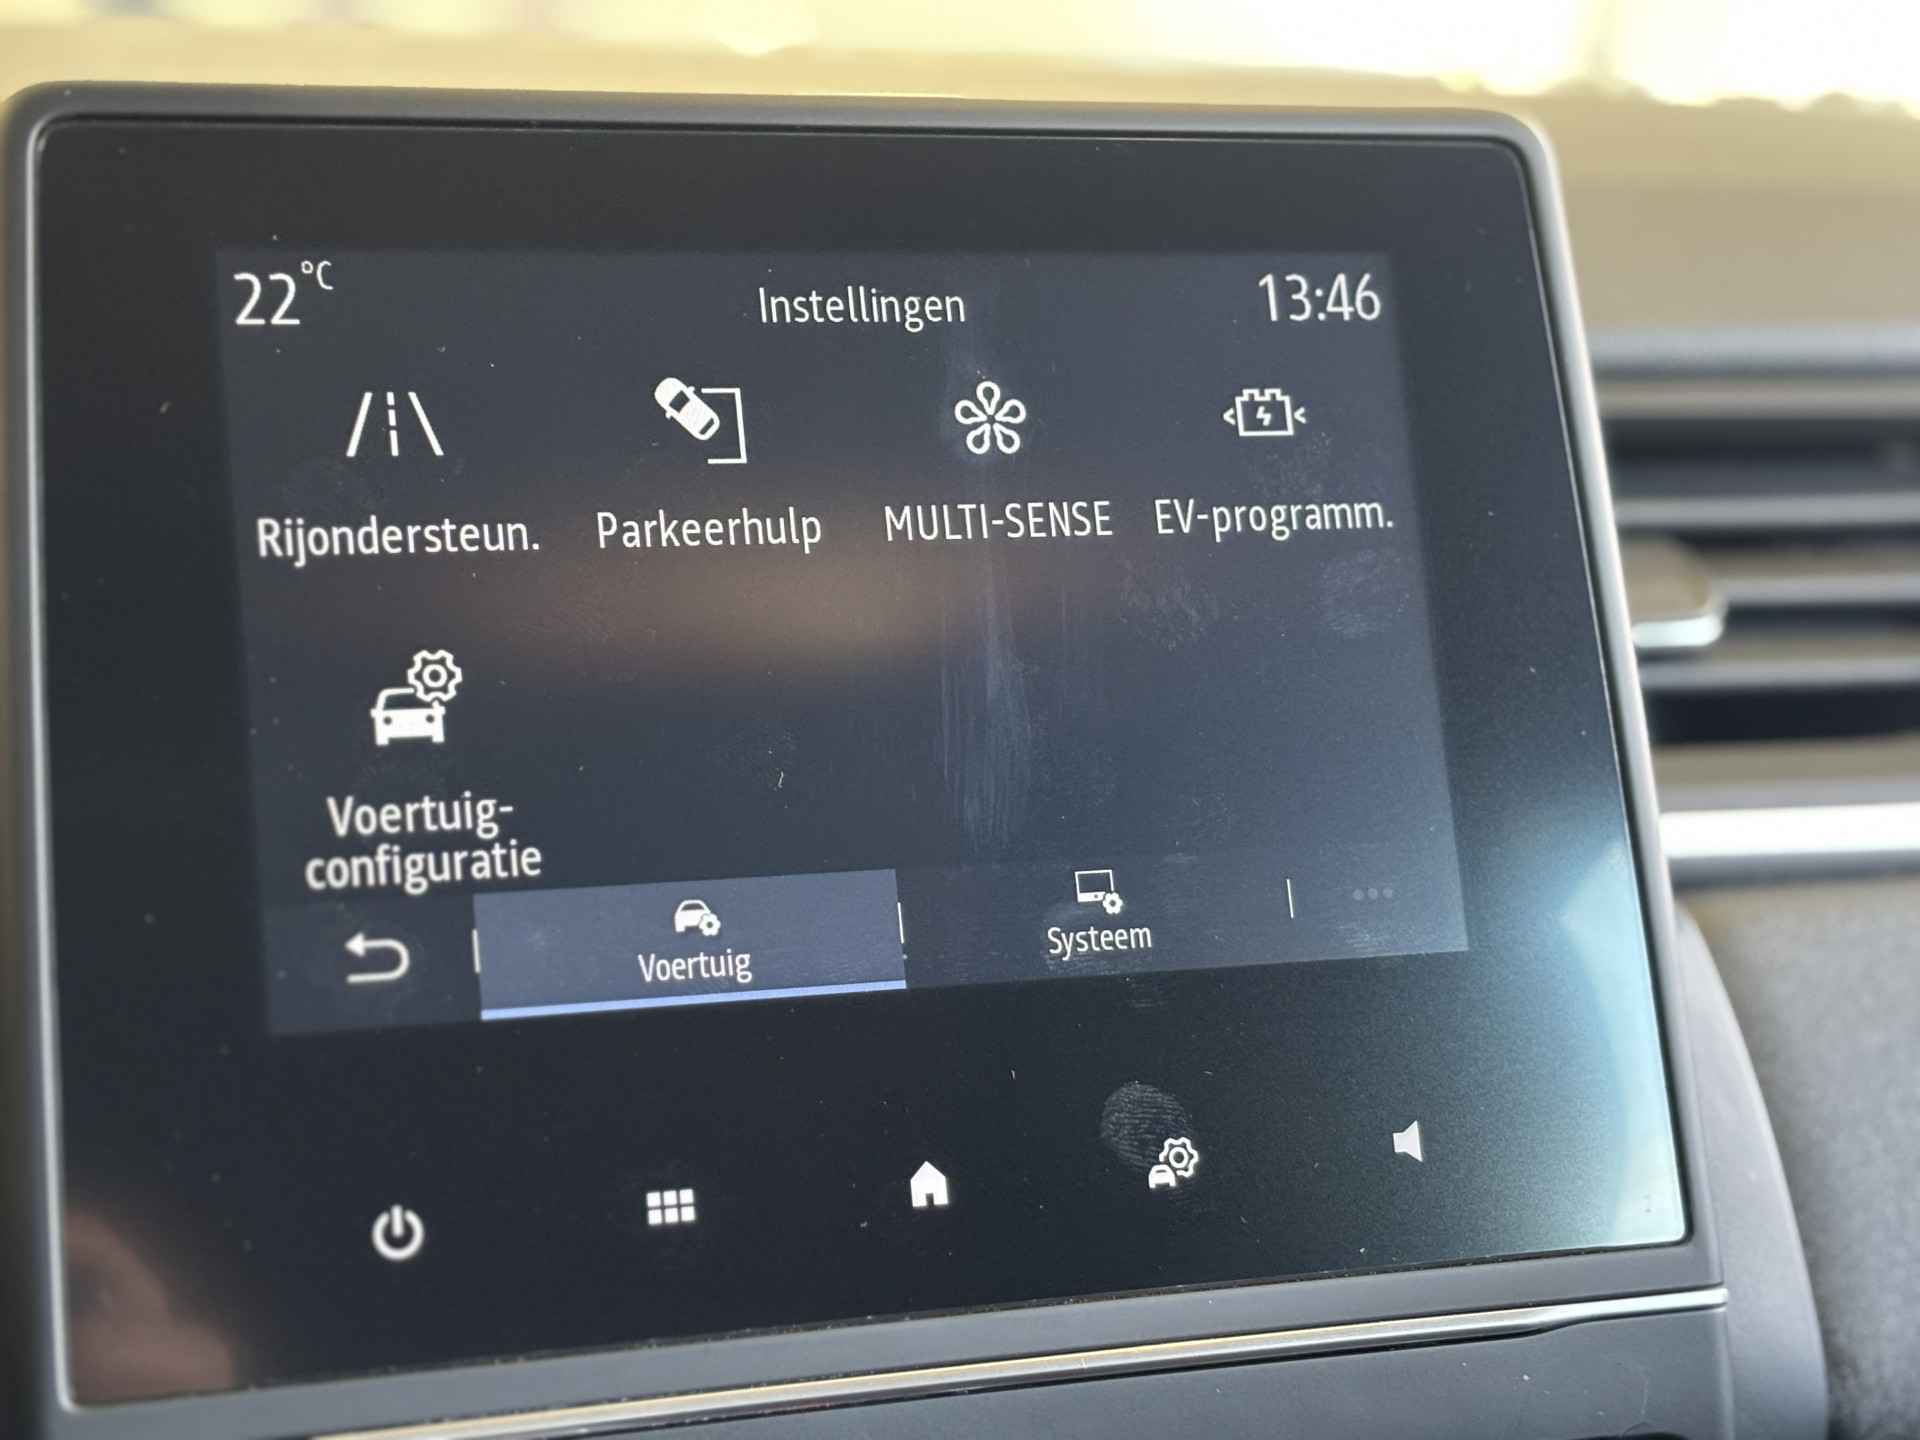 22°C Instellingen 13:46
Rijondersteun. Parkeerhulp MULTI-SENSE EV-programm.
Voertuig-
configuratie
Voertuig Systeem